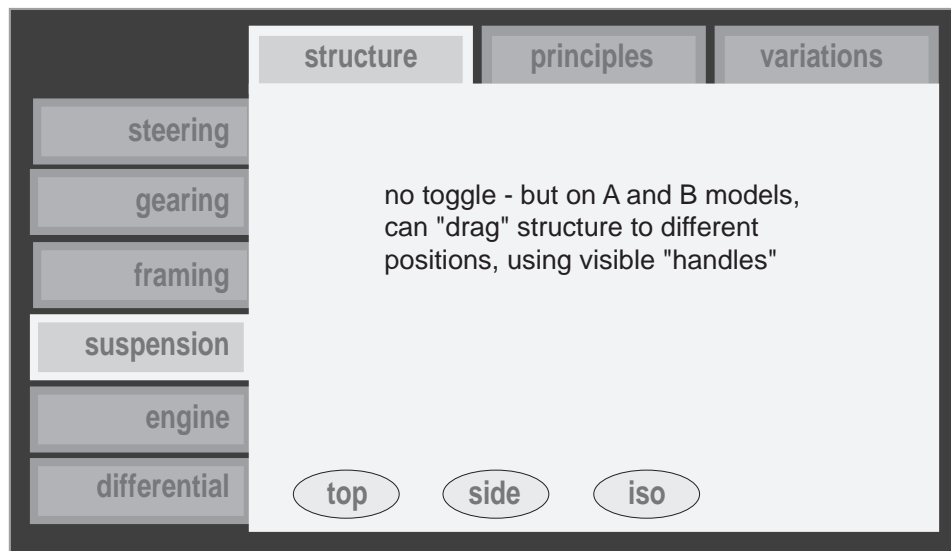 structure
principles
variations
steering
gearing
framing
suspension
engine
differential
no toggle - but on A and B models,
can "drag" structure to different
positions, using visible "handles"
top
side
iso